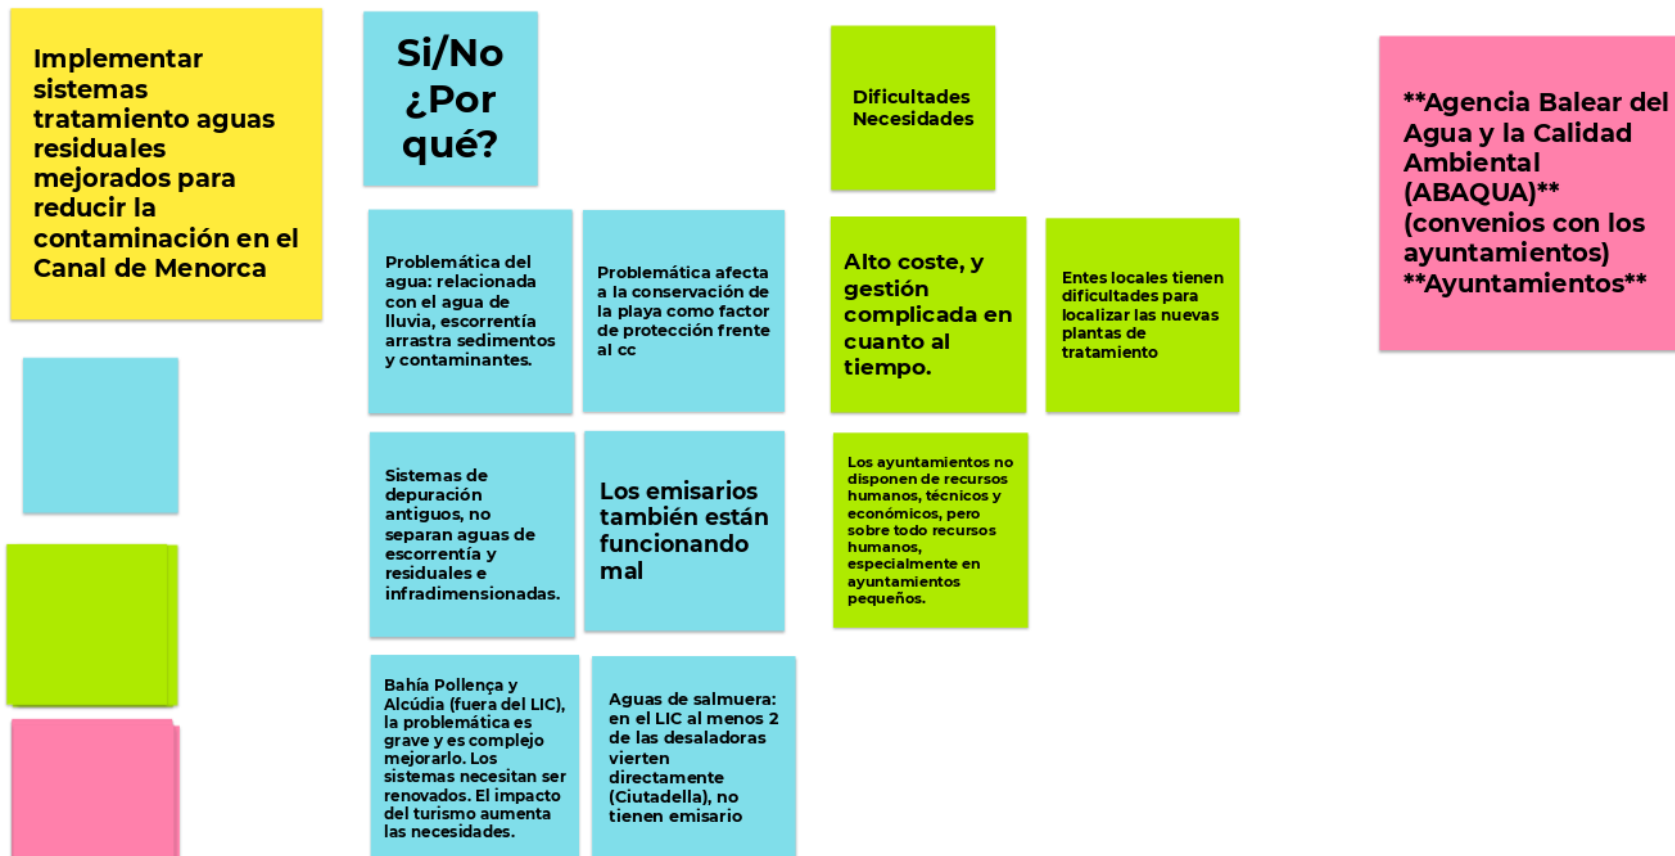 Implementar
sistemas
tratamiento aguas
residuales
mejorados para
reducir la
contaminación en el
Canal de Menorca
Si/No
¿Por
qué?
Problemática del
agua: relacionada
con el agua de
lluvia, escorrentía
arrastra sedimentos
y contaminantes.
Problemática afecta
a la conservación de
la playa como factor
de protección frente
al cc
Sistemas de
depuración
antiguos, no
separan aguas de
escorrentía y
residuales e
infradimensionadas.
Los emisarios
también están
funcionando
mal
Bahía Pollença y
Alcúdia (fuera del LIC),
la problemática es
grave y es complejo
mejorarlo. Los
sistemas necesitan ser
renovados. El impacto
del turismo aumenta
las necesidades.
Aguas de salmuera:
en el LIC al menos 2
de las desaladoras
vierten
directamente
(Ciutadella), no
tienen emisario
Dificultades
Necesidades
Alto coste, y
gestión
complicada en
cuanto al
tiempo.
Entes locales tienen
dificultades para
localizar las nuevas
plantas de
tratamiento
Los ayuntamientos no
disponen de recursos
humanos, técnicos y
económicos, pero
sobre todo recursos
humanos,
especialmente en
ayuntamientos
pequeños.
**Agencia Balear del
Agua y la Calidad
Ambiental
(ABAQUA)**
(convenios con los
ayuntamientos)
**Ayuntamientos**